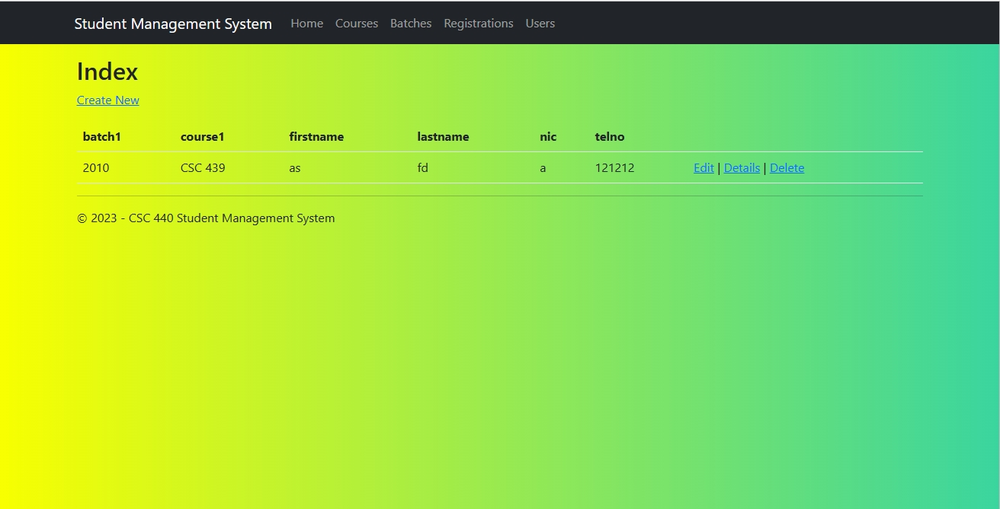 Student Management System Home Courses Batches Registrations Users
Index
Create New
batch1 course1 firstname lastname nic telno
2010 CSC 439 as fd a 121212 Edit | Details | Delete
© 2023 - CSC 440 Student Management System